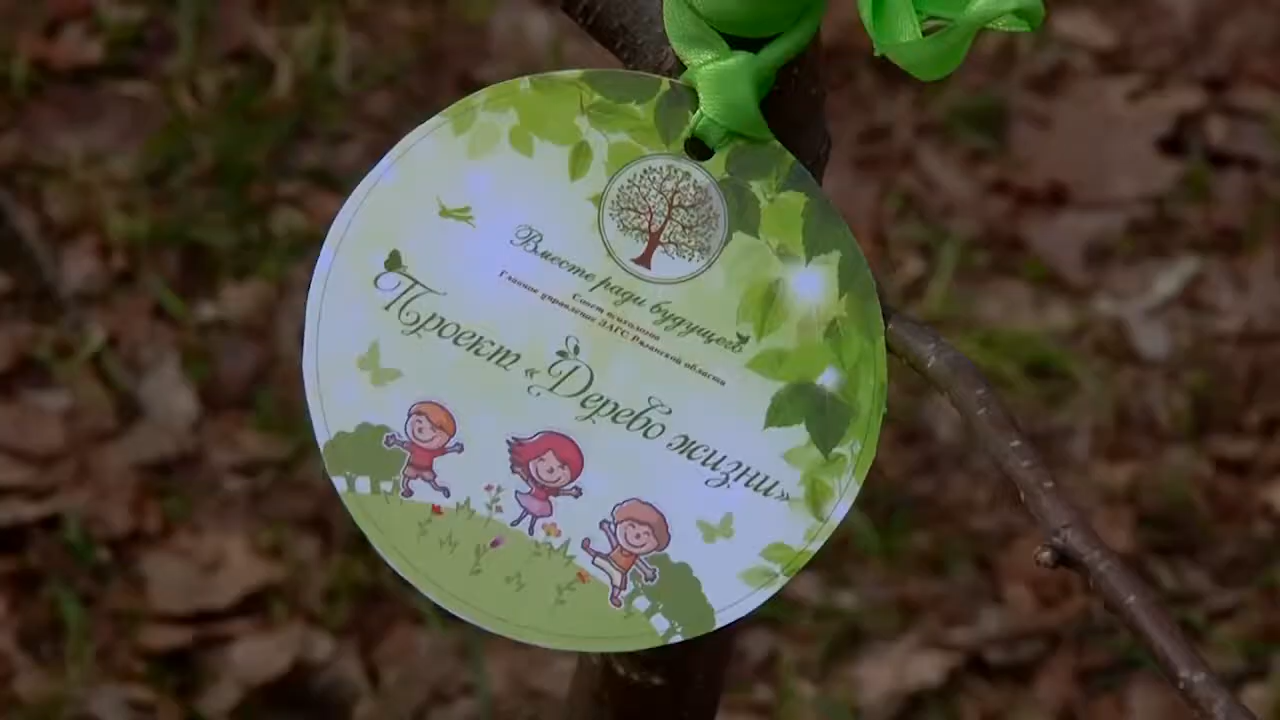 Вместе ради будущего
Совет психологов
Главное управление ЗАГС Рязанской области
Проект «Дерево жизни»